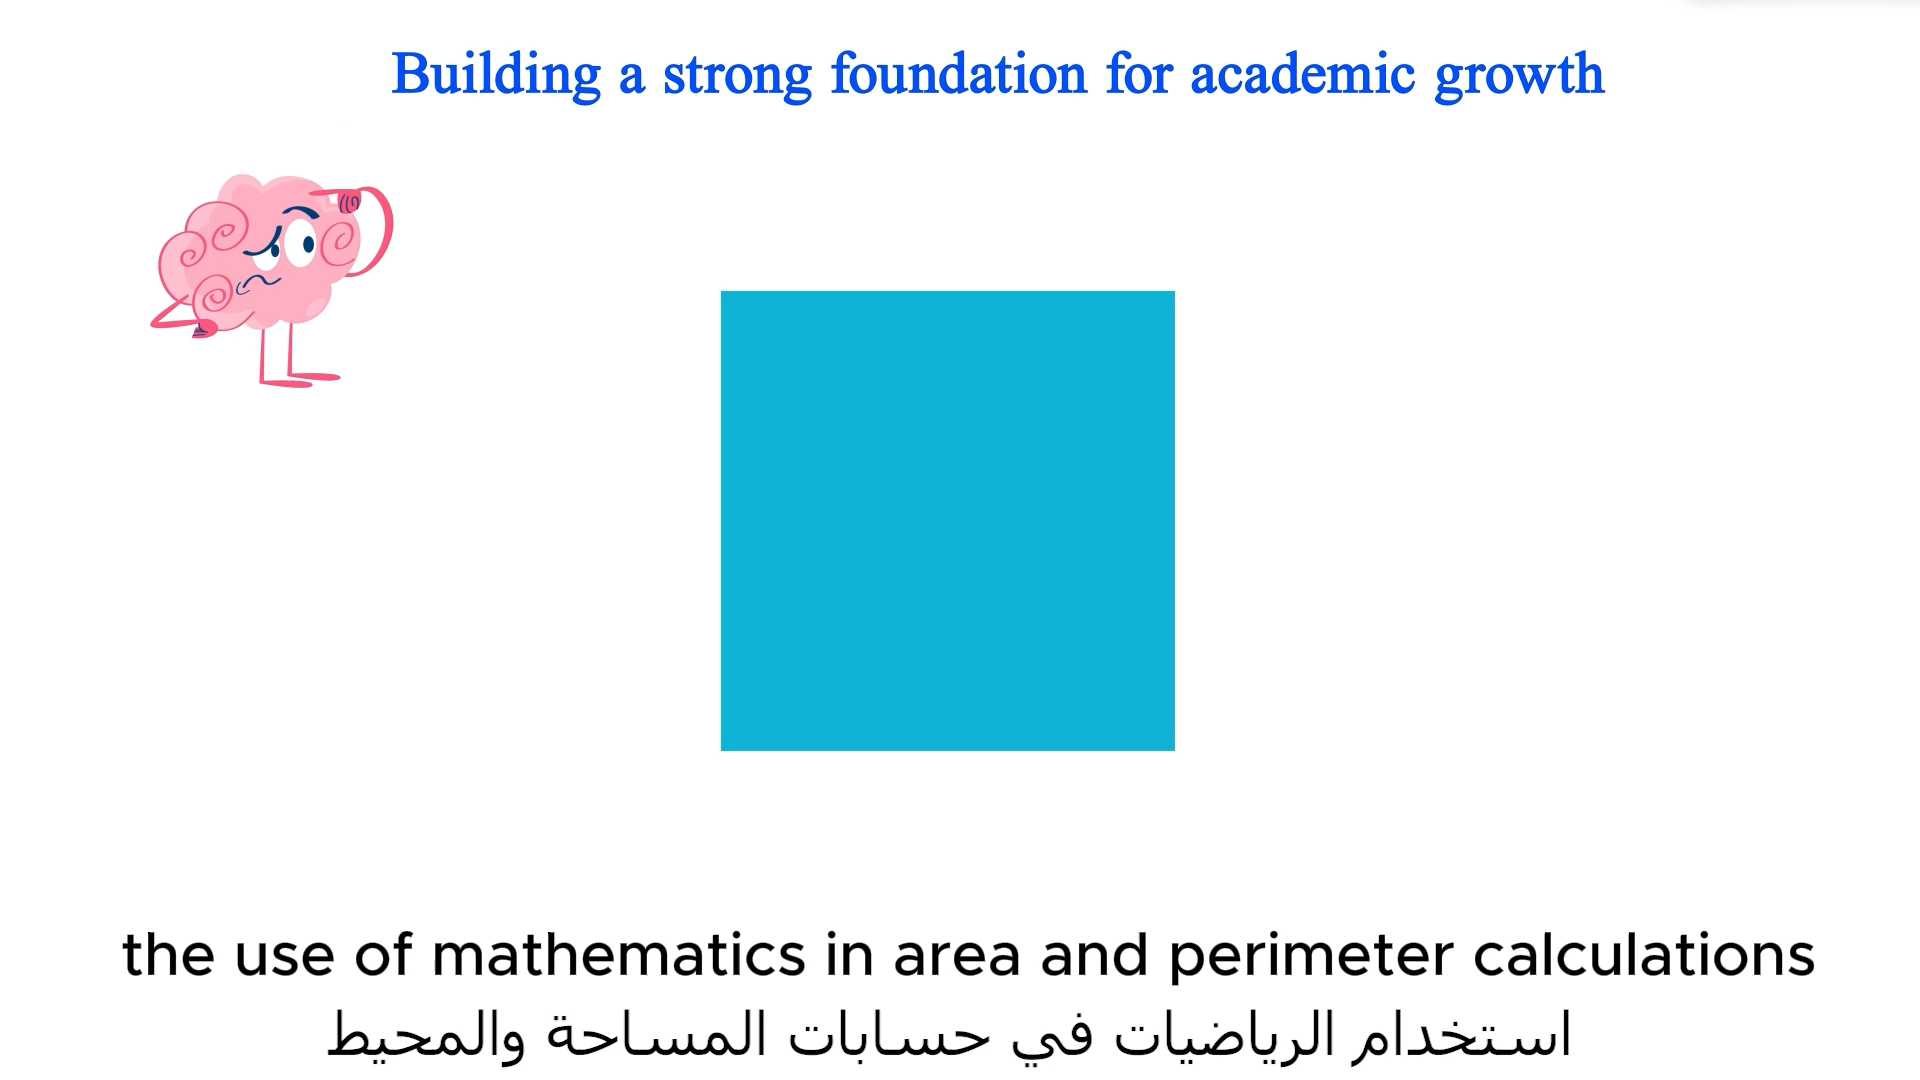 Building a strong foundation for academic growth
the use of mathematics in area and perimeter calculations
استخدام الرياضيات في حسابات المساحة والمحيط